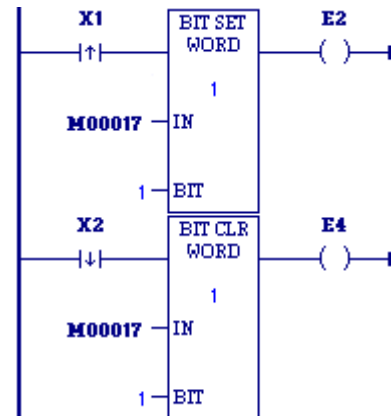 X1
BIT SET
WORD
E2
1
M00017
IN
1
BIT
X2
BIT CLR
WORD
E4
1
M00017
IN
1
BIT